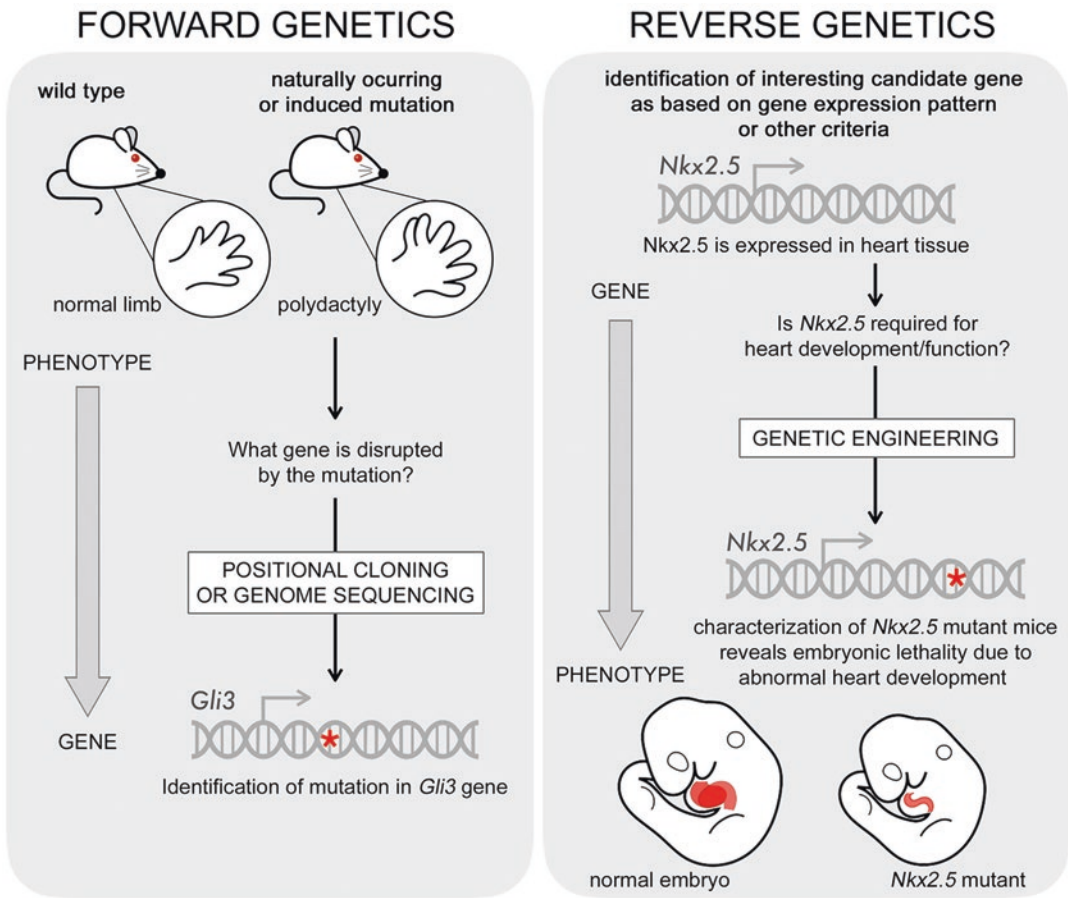 FORWARD GENETICS
wild type
naturally ocurring
or induced mutation
normal limb
polydactyly
PHENOTYPE
What gene is disrupted
by the mutation?
POSITIONAL CLONING
OR GENOME SEQUENCING
Gli3
GENE
Identification of mutation in Gli3 gene
REVERSE GENETICS
identification of interesting candidate gene
as based on gene expression pattern
or other criteria
Nkx2.5
Nkx2.5 is expressed in heart tissue
GENE
Is Nkx2.5 required for
heart development/function?
GENETIC ENGINEERING
Nkx2.5
characterization of Nkx2.5 mutant mice
reveals embryonic lethality due to
abnormal heart development
PHENOTYPE
normal embryo
Nkx2.5 mutant